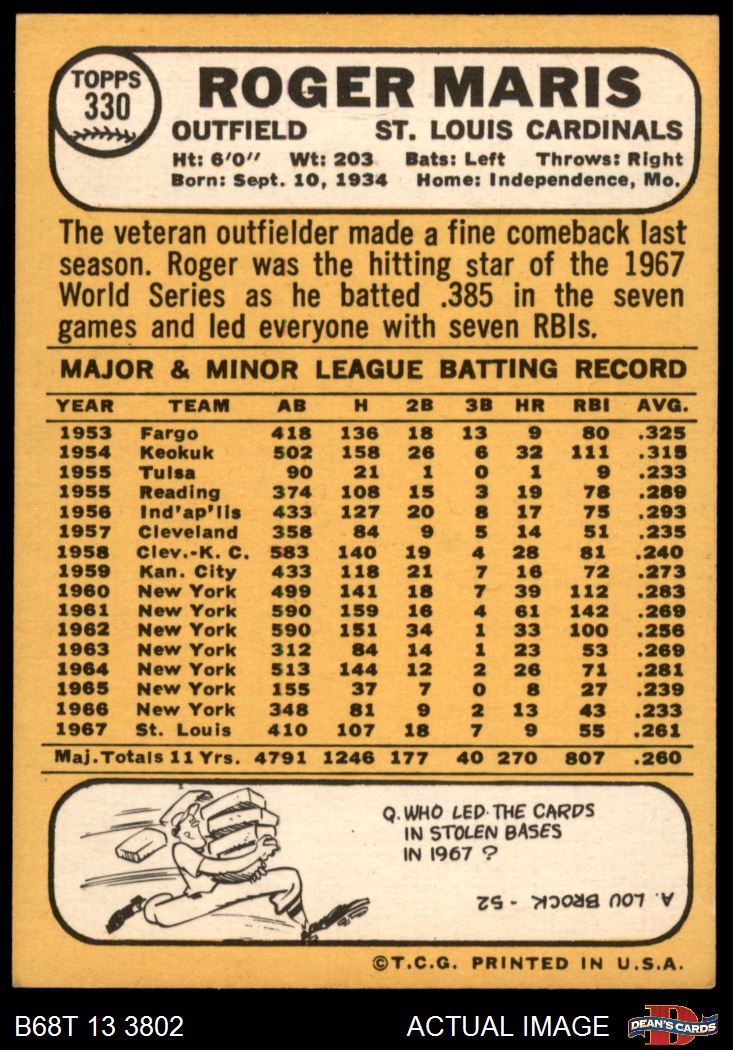 TOPPS
330
ROGER MARIS
OUTFIELD ST. LOUIS CARDINALS
Ht: 6'0" Wt: 203 Bats: Left Throws: Right
Born: Sept. 10, 1934 Home: Independence, Mo.
The veteran outfielder made a fine comeback last
season. Roger was the hitting star of the 1967
World Series as he batted .385 in the seven
games and led everyone with seven RBIs.
MAJOR & MINOR LEAGUE BATTING RECORD
YEAR TEAM AB H 2B 3B HR RBI AVG.
1953 Fargo 418 136 18 13 9 80 .325
1954 Keokuk 502 158 26 6 32 111 .315
1955 Tulsa 90 21 1 0 1 9 .233
1955 Reading 374 108 15 3 19 78 .289
1956 Ind'ap'lis 433 127 20 8 17 75 .293
1957 Cleveland 358 84 9 5 14 51 .235
1958 Clev.-K. C. 583 140 19 4 28 81 .240
1959 Kan. City 433 118 21 7 16 72 .273
1960 New York 499 141 18 7 39 112 .283
1961 New York 590 159 16 4 61 142 .269
1962 New York 590 151 34 1 33 100 .256
1963 New York 312 84 14 1 23 53 .269
1964 New York 513 144 12 2 26 71 .281
1965 New York 155 37 7 0 8 27 .239
1966 New York 348 81 9 2 13 43 .233
1967 St. Louis 410 107 18 7 9 55 .261
Maj. Totals 11 Yrs. 4791 1246 177 40 270 807 .260
Q. WHO LED THE CARDS
IN STOLEN BASES
IN 1967 ?
A. LOU BROCK - 52
©T.C.G. PRINTED IN U.S.A.
B68T 13 3802 ACTUAL IMAGE DEAN'S CARDS